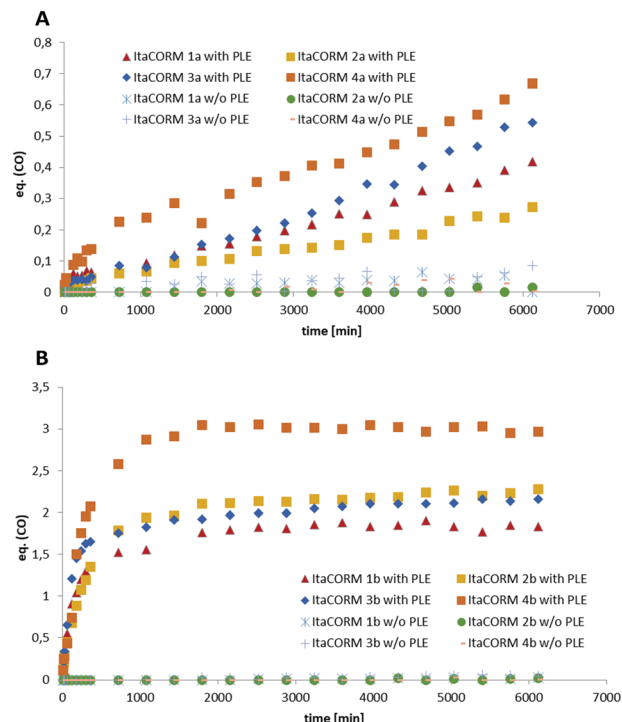 A
0,8
ItaCORM 1a with PLE ItaCORM 2a with PLE
0,7
ItaCORM 3a with PLE ItaCORM 4a with PLE
0,6
ItaCORM 1a w/o PLE ItaCORM 2a w/o PLE
ItaCORM 3a w/o PLE ItaCORM 4a w/o PLE
0,5
0,4
eq. (CO)
0,3
0,2
0,1
0
0 1000 2000 3000 4000 5000 6000 7000
time [min]
B
3,5
3
2,5
2
eq. (CO)
1,5
ItaCORM 1b with PLE ItaCORM 2b with PLE
1
ItaCORM 3b with PLE ItaCORM 4b with PLE
ItaCORM 1b w/o PLE ItaCORM 2b w/o PLE
0,5
ItaCORM 3b w/o PLE ItaCORM 4b w/o PLE
0
0 1000 2000 3000 4000 5000 6000 7000
time [min]